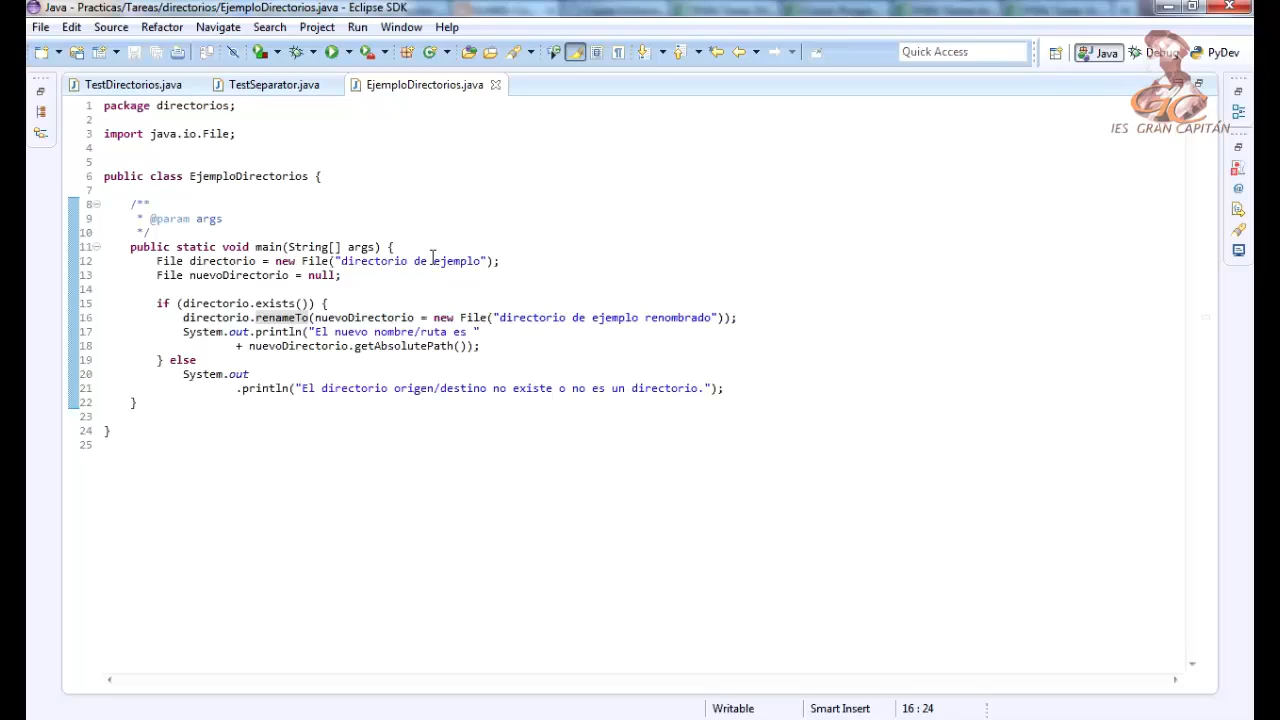 Java - Practicas/Tareas/directorios/EjemploDirectorios.java - Eclipse SDK
File Edit Source Refactor Navigate Search Project Run Window Help
Quick Access
Java Debug PyDev
TestDirectorios.java TestSeparator.java EjemploDirectorios.java
IES GRAN CAPITÁN
1 package directorios;
2
3 import java.io.File;
4
5
6 public class EjemploDirectorios {
7
8 /**
9 * @param args
10 */
11 public static void main(String[] args) {
12 File directorio = new File("directorio de ejemplo");
13 File nuevoDirectorio = null;
14
15 if (directorio.exists()) {
16 directorio.renameTo(nuevoDirectorio = new File("directorio de ejemplo renombrado"));
17 System.out.println("El nuevo nombre/ruta es "
18 + nuevoDirectorio.getAbsolutePath());
19 } else
20 System.out
21 .println("El directorio origen/destino no existe o no es un directorio.");
22 }
23
24 }
25
Writable Smart Insert 16 : 24